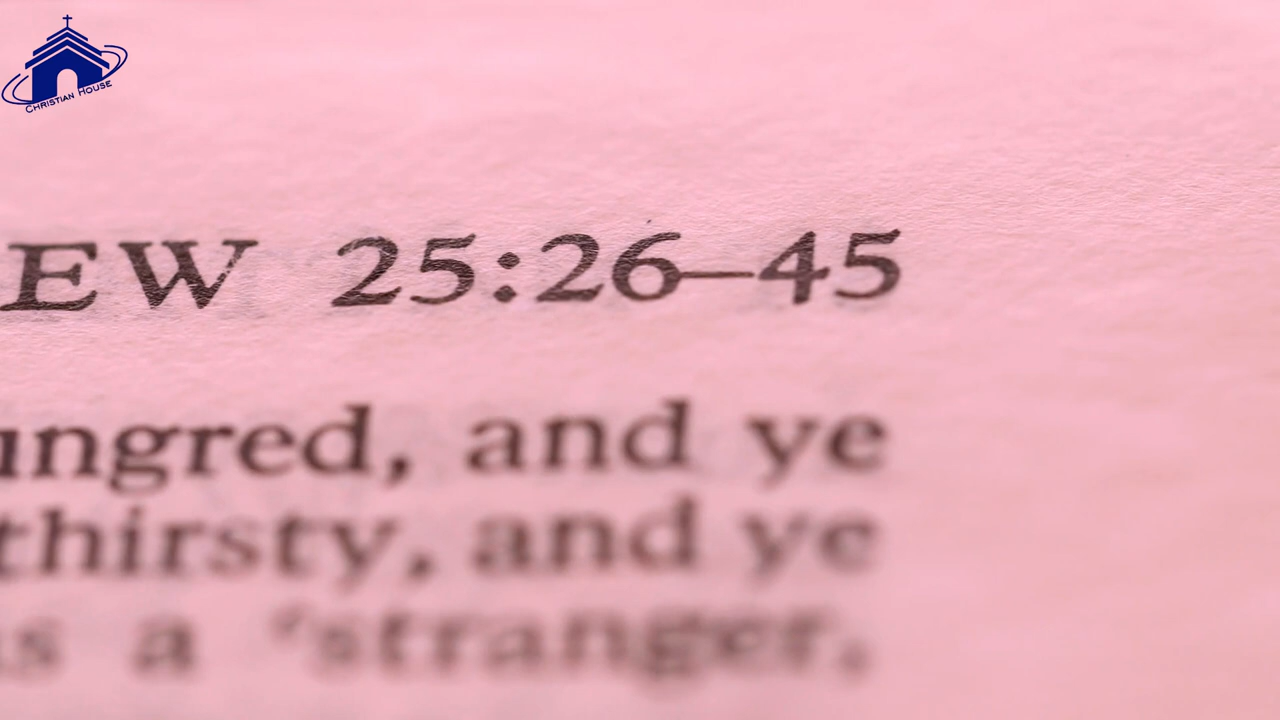 CHRISTIAN HOUSE
EW 25:26–45
ungred, and ye
thirsty, and ye
s a stranger,